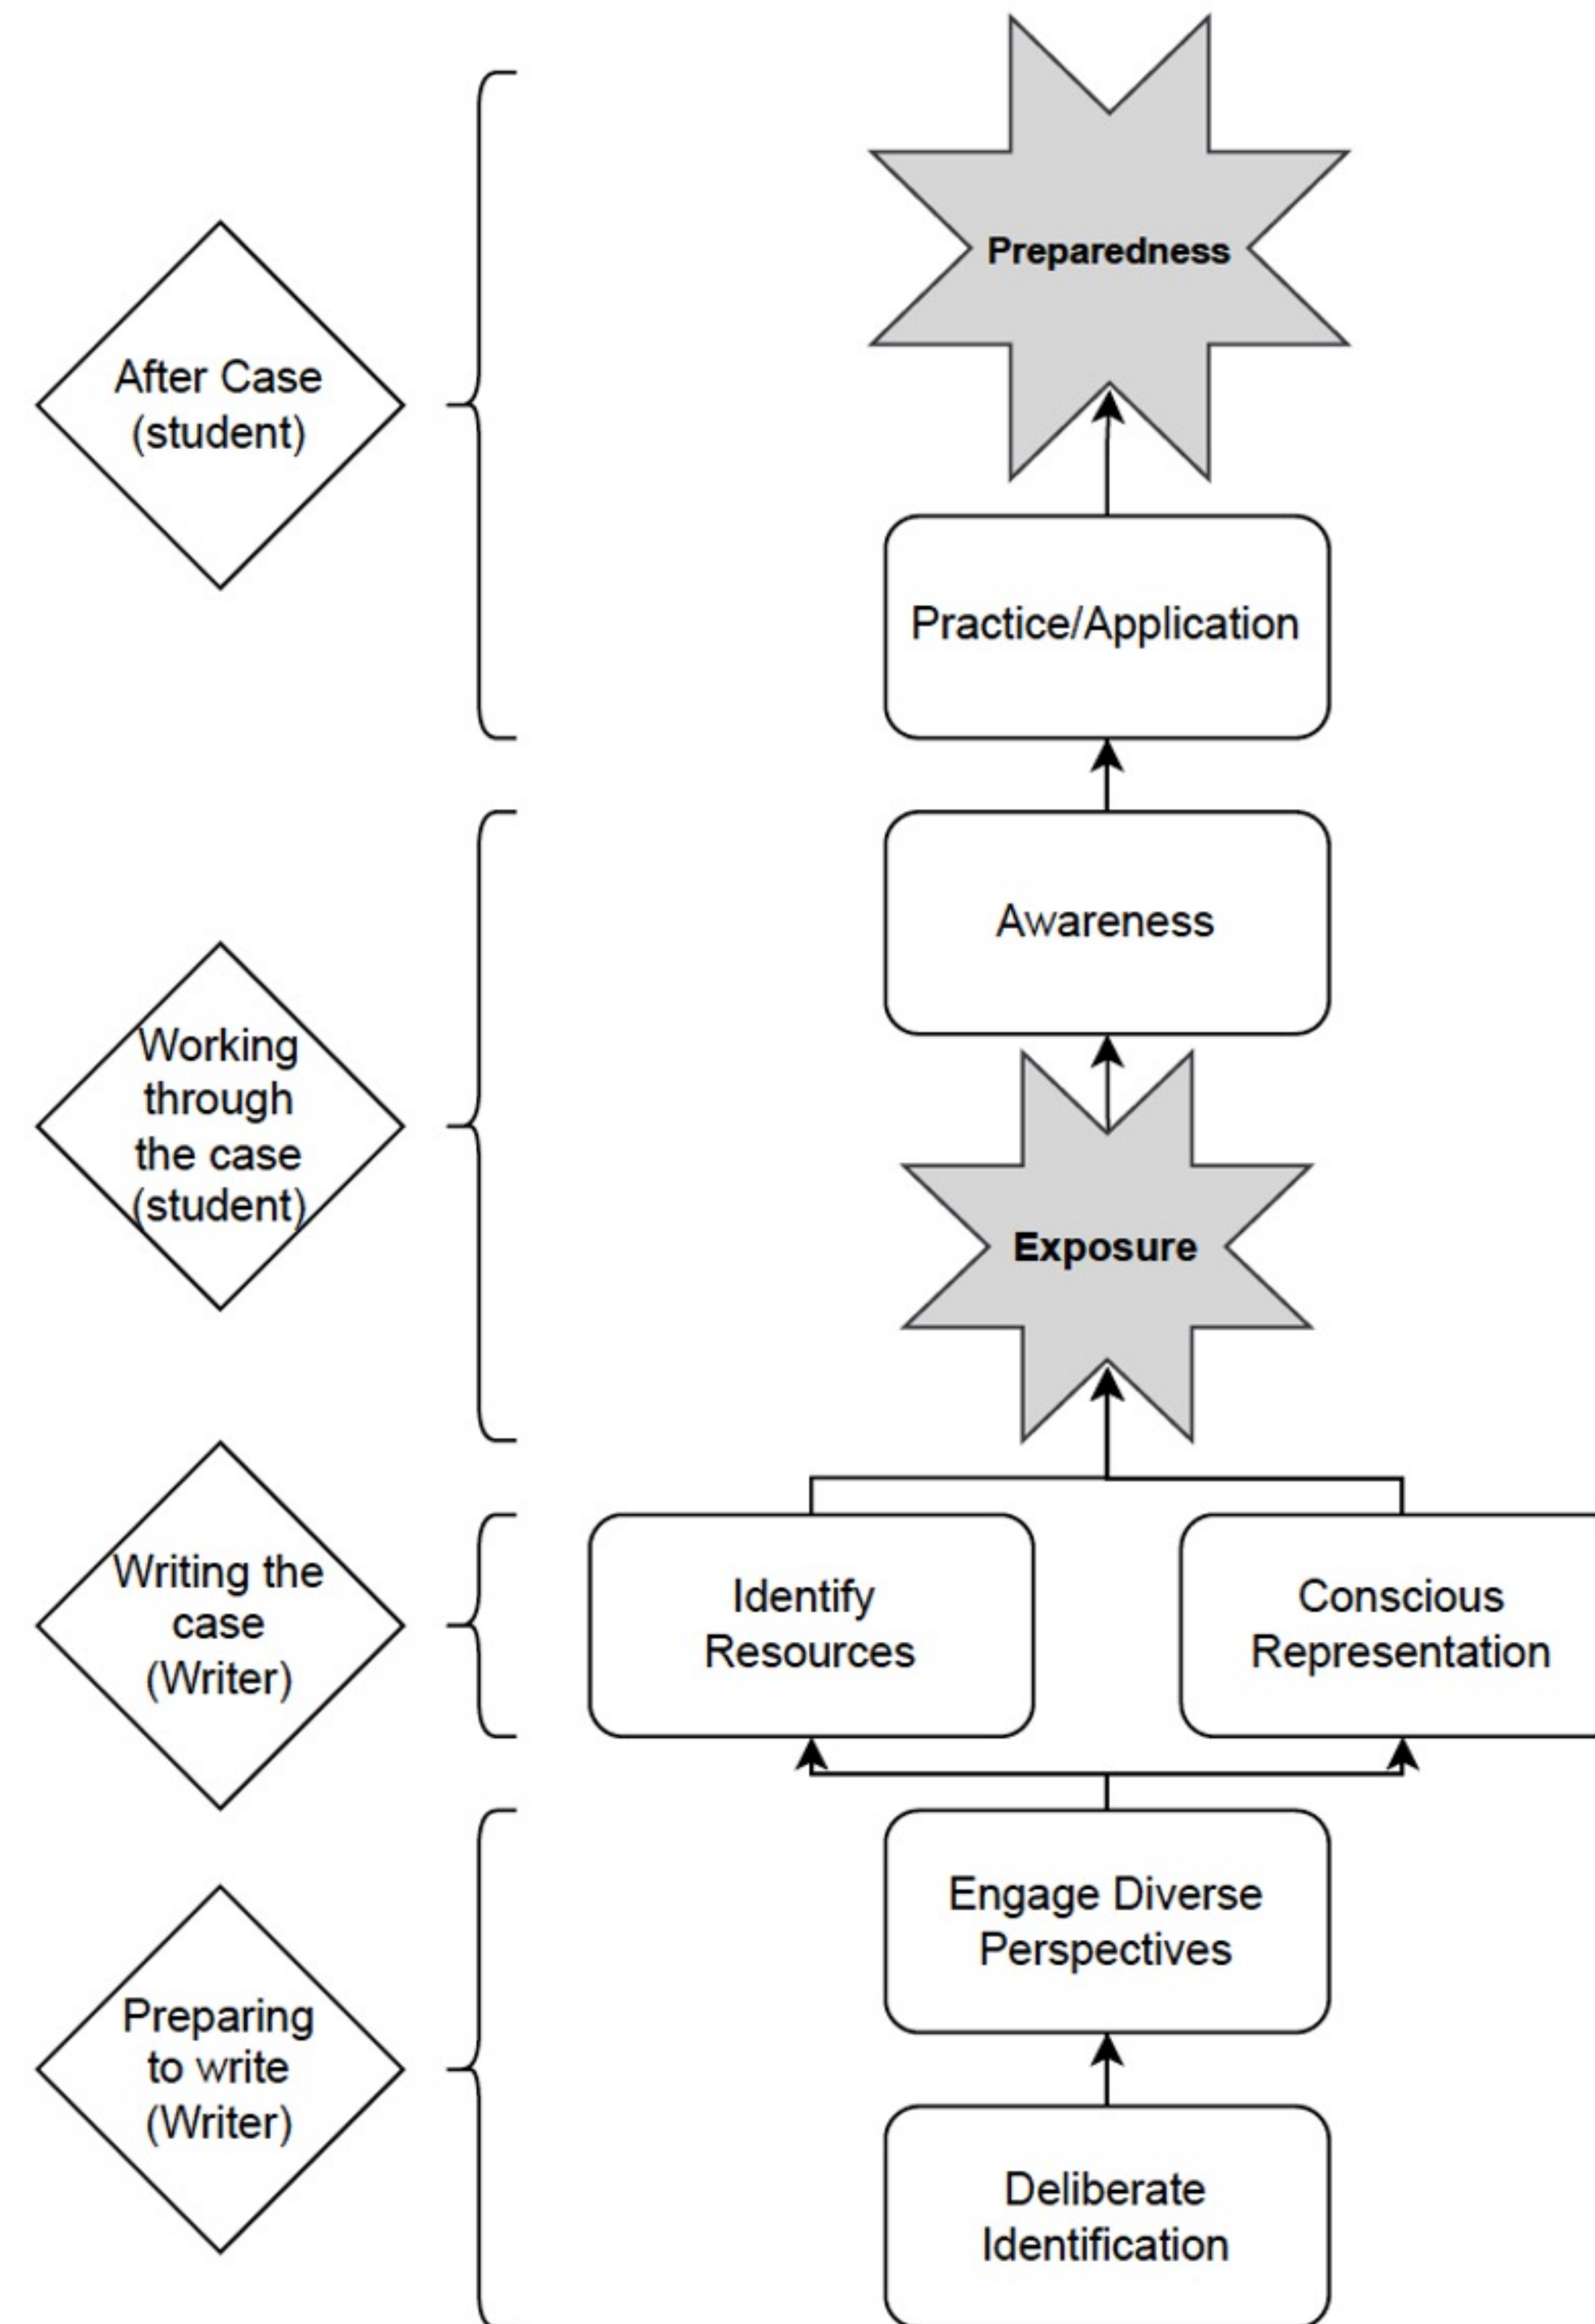 Preparedness
After Case
(student)
Practice/Application
Awareness
Working
through
the case
(student)
Exposure
Writing the
case
(Writer)
Identify
Resources
Conscious
Representation
Engage Diverse
Perspectives
Preparing
to write
(Writer)
Deliberate
Identification